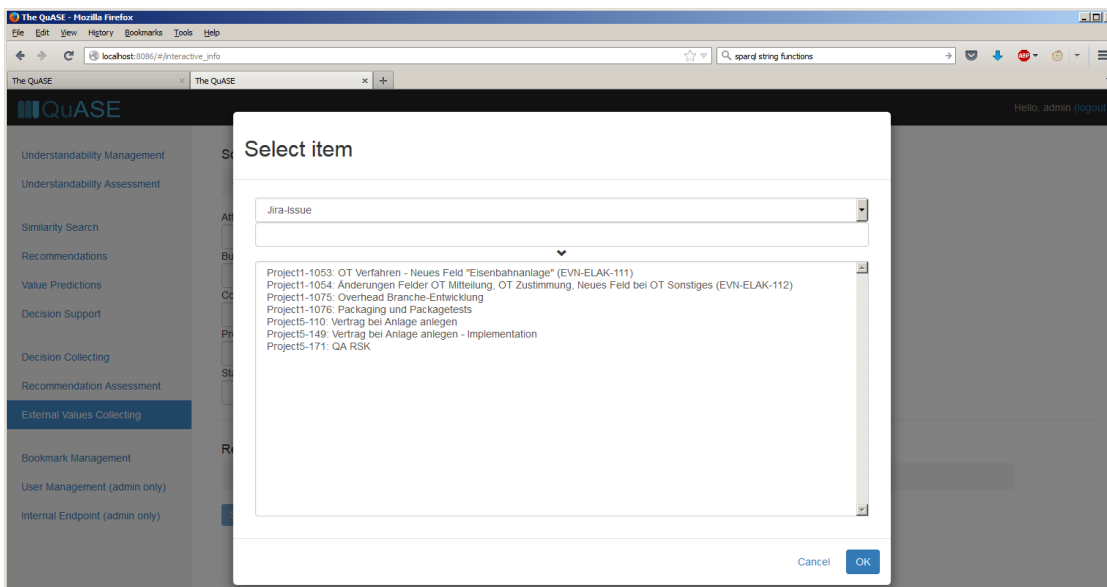 The QuASE - Mozilla Firefox
File Edit View History Bookmarks Tools Help
localhost:8086/#/interactive_info
sparql string functions
ABP
The QuASE × The QuASE × +
QuASE
Hello, admin (logout
Select item
Understandability Management
Understandability Assessment
Similarity Search
Recommendations
Value Predictions
Decision Support
Decision Collecting
Recommendation Assessment
External Values Collecting
Bookmark Management
User Management (admin only)
Internal Endpoint (admin only)
Jira-Issue
Project1-1053: OT Verfahren - Neues Feld "Eisenbahnanlage" (EVN-ELAK-111)
Project1-1054: Änderungen Felder OT Mitteilung, OT Zustimmung, Neues Feld bei OT Sonstiges (EVN-ELAK-112)
Project1-1075: Overhead Branche-Entwicklung
Project1-1076: Packaging und Packagetests
Project5-110: Vertrag bei Anlage anlegen
Project5-149: Vertrag bei Anlage anlegen - Implementation
Project5-171: QA RSK
Cancel OK